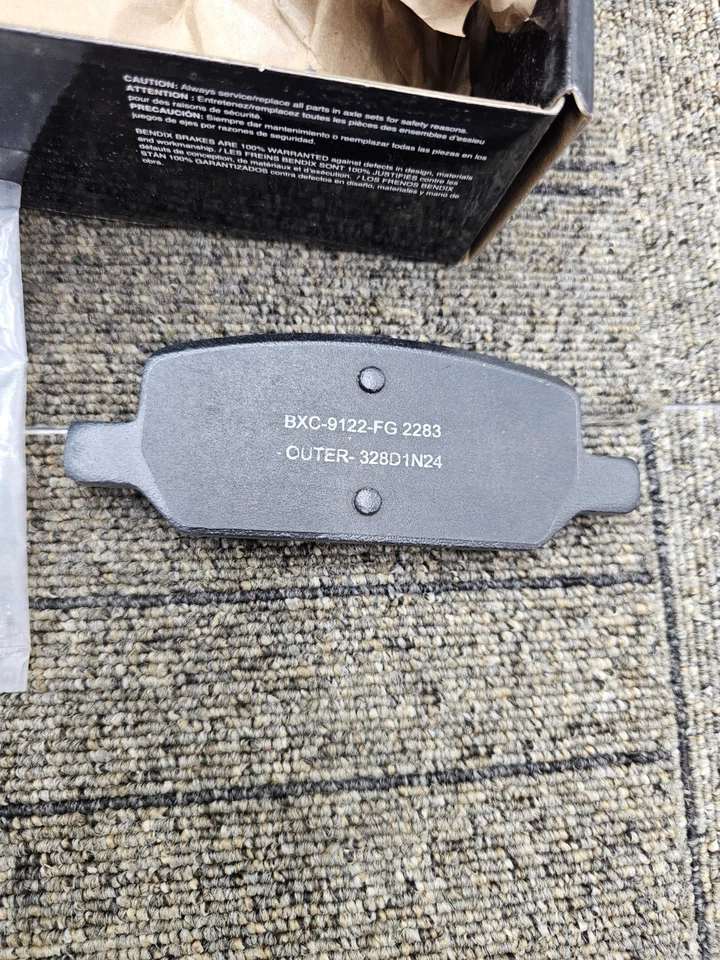 CAUTION: Always service/replace all parts in axle sets for safety reasons.
ATTENTION : Entretenez/remplacez toutes les pièces des ensembles d'essieu
pour des raisons de sécurité.
PRECAUCIÓN: Siempre dar mantenimiento o reemplazar todas las piezas en los
juegos de ejes por razones de seguridad.
BENDIX BRAKES ARE 100% WARRANTED against defects in design, materials
and workmanship. / LES FREINS BENDIX SONT 100% JUSTIFIÉS contre les
défauts de conception, de matériaux et d'exécution. / LOS FRENOS BENDIX
STAN 100% GARANTIZADOS contra defectos en diseño, materiales y mano de
obra.
BXC-9122-FG 2283
- OUTER- 328D1N24